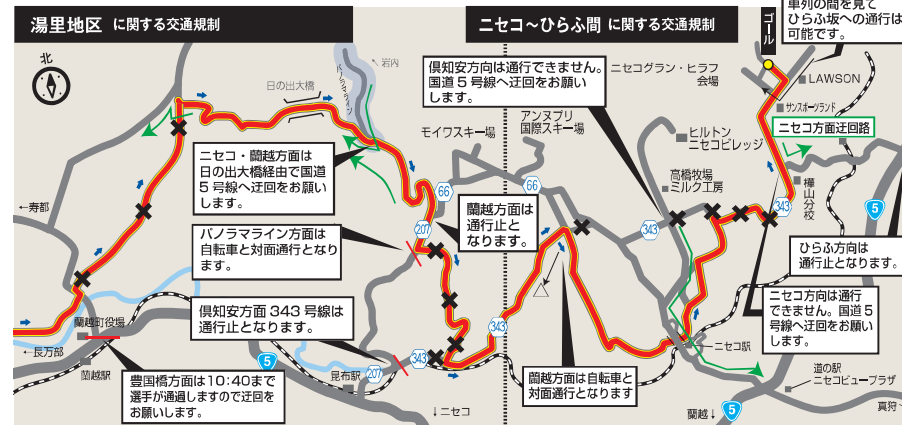 湯里地区 に関する交通規制
ニセコ~ひらふ間 に関する交通規制
車列の間を見て
ひらふ坂への通行は
可能です。
ゴール
北
岩内
パノラマライン
日の出大橋
倶知安方向は通行できません。
国道5号線へ迂回をお願い
します。
ニセコグラン・ヒラフ
会場
LAWSON
サンスポーツランド
ニセコ方面迂回路
モイワスキー場
アンヌプリ
国際スキー場
ヒルトン
ニセコビレッジ
高橋牧場
ミルク工房
樺山分校
ニセコ・蘭越方面は
日の出大橋経由で国道
5号線へ迂回をお願い
します。
66
66
343
343
5
←寿都
207
蘭越方面は
通行止と
なります。
パノラマライン方面は
自転車と対面通行となり
ます。
ひらふ方向は
通行止となります。
倶知安方面343号線は
通行止となります。
ニセコ方向は通行
できません。国道5
号線へ迂回をお願い
します。
蘭越町役場
←長万部
蘭越駅
343
343
5
昆布駅
207
ニセコ駅
豊国橋方面は10:40まで
選手が通過しますので迂回を
お願いします。
蘭越方面は自転車と
対面通行となります
道の駅
ニセコビュープラザ
↓ニセコ
蘭越↓
5
真狩→